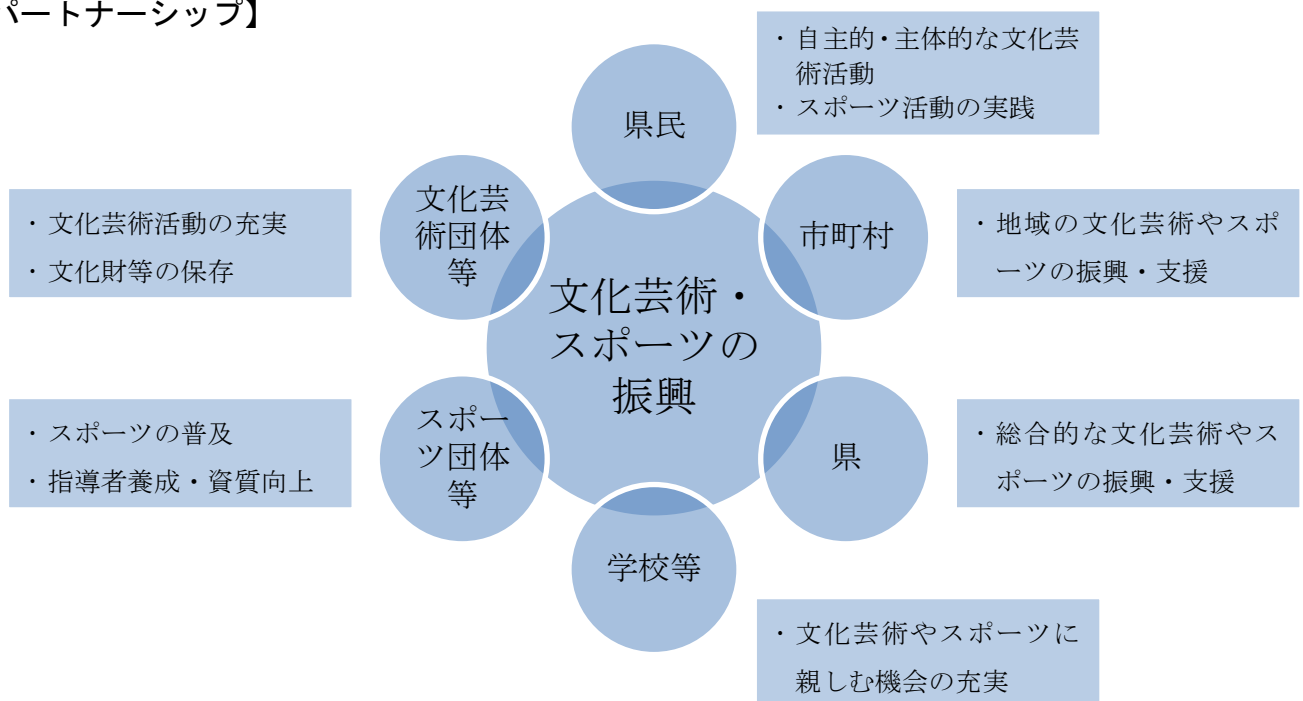 パートナーシップ】
・自主的・主体的な文化芸
術活動
・スポーツ活動の実践
県民
文化芸
術団体
等
市町村
・文化芸術活動の充実
・文化財等の保存
・地域の文化芸術やスポ
ーツの振興・支援
文化芸術・
スポーツの
振興
スポー
ツ団体
等
県
・スポーツの普及
・指導者養成・資質向上
・総合的な文化芸術やス
ポーツの振興・支援
学校等
・文化芸術やスポーツに
親しむ機会の充実